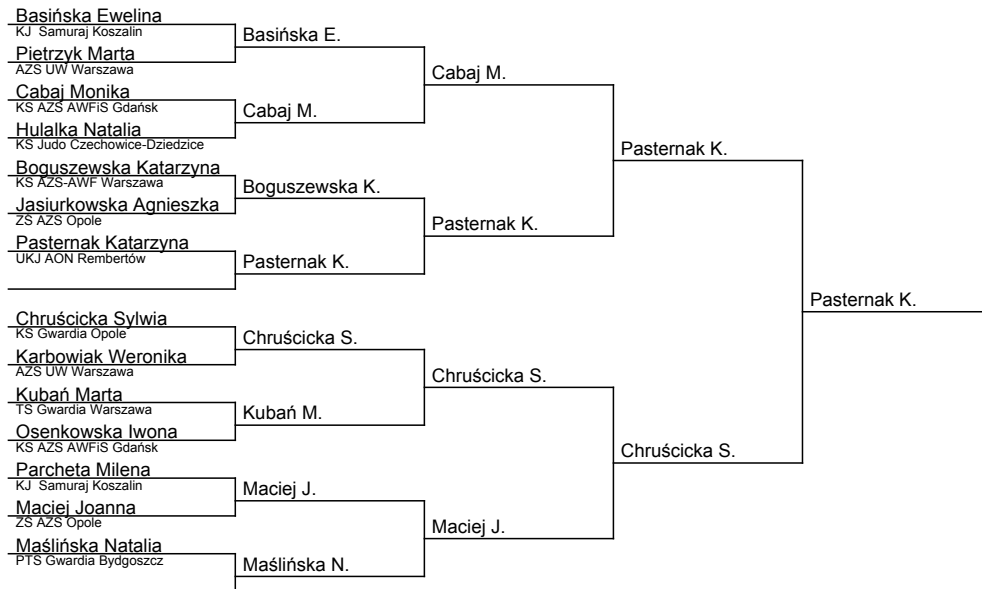 Basińska Ewelina
KJ  Samuraj Koszalin
Pietrzyk Marta
AZS UW Warszawa
Cabaj Monika
KS AZS AWFiS Gdańsk
Hulalka Natalia
KS Judo Czechowice-Dziedzice
Boguszewska Katarzyna
KS AZS-AWF Warszawa
Jasiurkowska Agnieszka
ZŚ AZS Opole
Pasternak Katarzyna
UKJ AON Rembertów
Chruścicka Sylwia
KS Gwardia Opole
Karbowiak Weronika
AZS UW Warszawa
Kubań Marta
TS Gwardia Warszawa
Osenkowska Iwona
KS AZS AWFiS Gdańsk
Parcheta Milena
KJ  Samuraj Koszalin
Maciej Joanna
ZŚ AZS Opole
Maślińska Natalia
PTS Gwardia Bydgoszcz
Basińska E.
Cabaj M.
Boguszewska K.
Pasternak K.
Chruścicka S.
Kubań M.
Maciej J.
Maślińska N.
Cabaj M.
Pasternak K.
Chruścicka S.
Maciej J.
Pasternak K.
Chruścicka S.
Pasternak K.